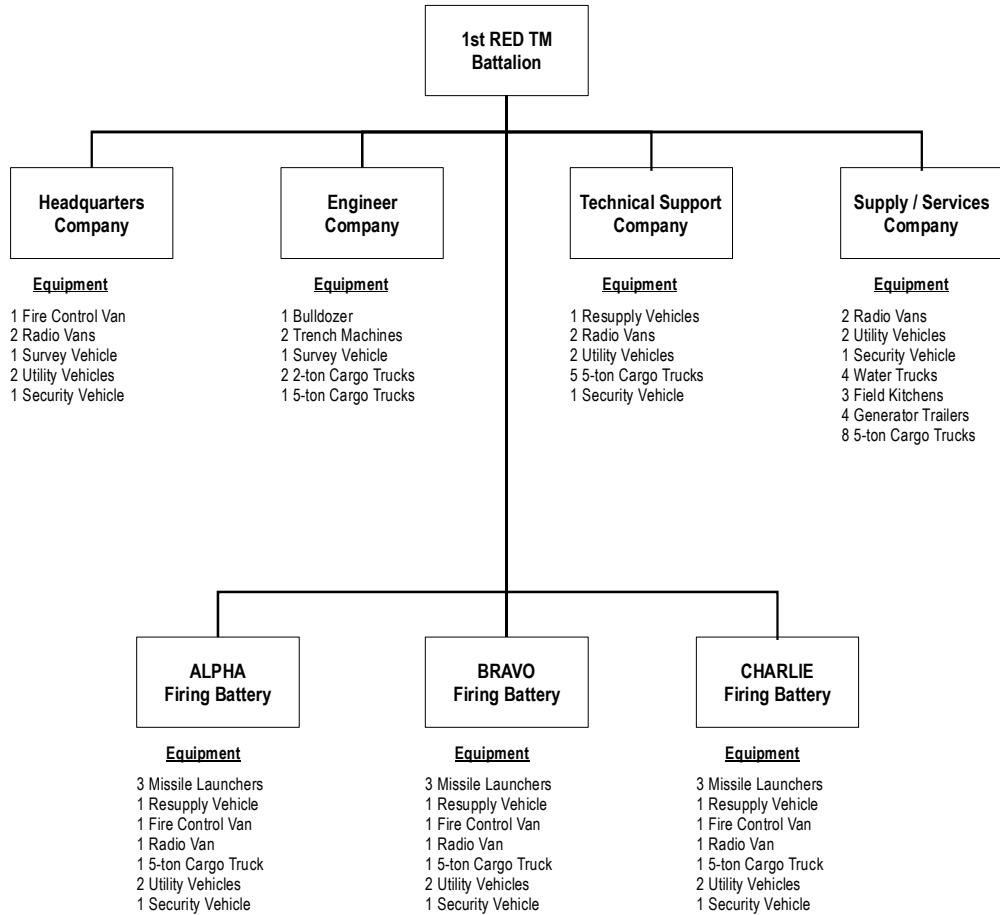 1st RED TM
Battalion
Headquarters
Company
Equipment
1 Fire Control Van
2 Radio Vans
1 Survey Vehicle
2 Utility Vehicles
1 Security Vehicle
Engineer
Company
Equipment
1 Bulldozer
2 Trench Machines
1 Survey Vehicle
2 2-ton Cargo Trucks
1 5-ton Cargo Trucks
Technical Support
Company
Equipment
1 Resupply Vehicles
2 Radio Vans
2 Utility Vehicles
5 5-ton Cargo Trucks
1 Security Vehicle
Supply / Services
Company
Equipment
2 Radio Vans
2 Utility Vehicles
1 Security Vehicle
4 Water Trucks
3 Field Kitchens
4 Generator Trailers
8 5-ton Cargo Trucks
ALPHA
Firing Battery
Equipment
3 Missile Launchers
1 Resupply Vehicle
1 Fire Control Van
1 Radio Van
1 5-ton Cargo Truck
2 Utility Vehicles
1 Security Vehicle
BRAVO
Firing Battery
Equipment
3 Missile Launchers
1 Resupply Vehicle
1 Fire Control Van
1 Radio Van
1 5-ton Cargo Truck
2 Utility Vehicles
1 Security Vehicle
CHARLIE
Firing Battery
Equipment
3 Missile Launchers
1 Resupply Vehicle
1 Fire Control Van
1 Radio Van
1 5-ton Cargo Truck
2 Utility Vehicles
1 Security Vehicle